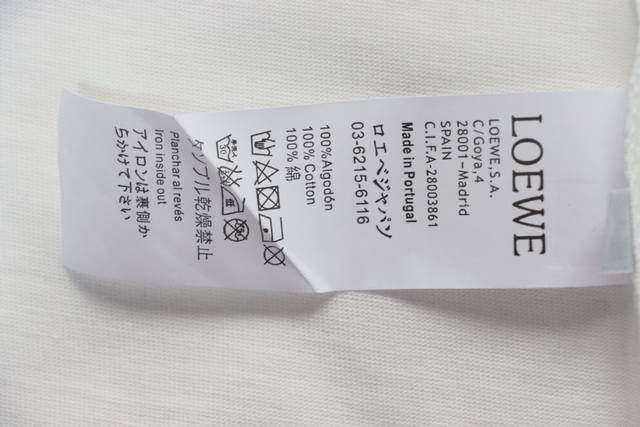 LOEWE
LOEWE,S.A.
C/Goya,4
28001-Madrid
SPAIN
C.I.F.A-28003861
Made in Portugal
ロエベジャパソ
03-6215-6116
100%Algodón
100% Cotton
100% 綿
タンブル乾燥禁止
Planchar al revés
Iron inside out
アイロンは裏側か
らかけて下さい